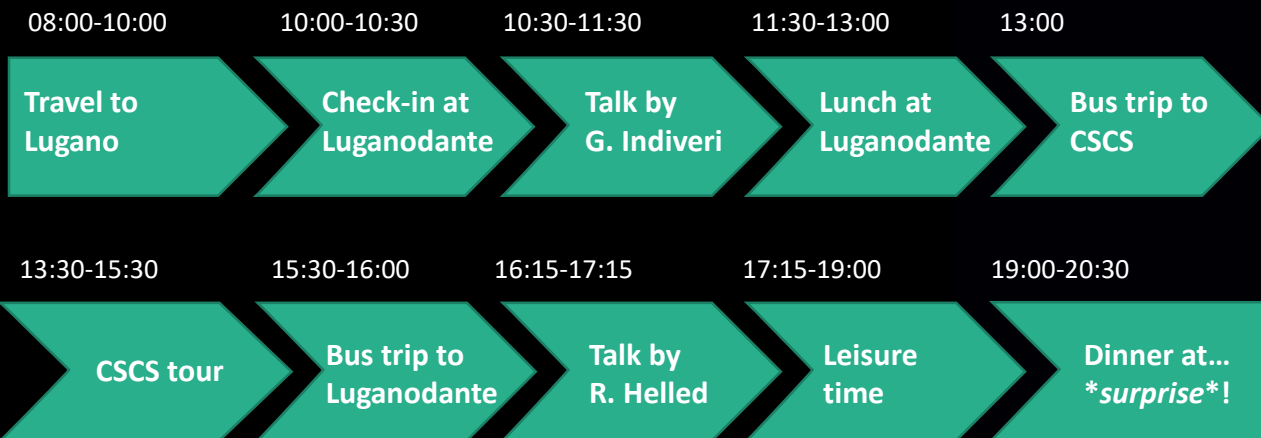 08:00-10:00 10:00-10:30 10:30-11:30 11:30-13:00 13:00
Travel to Check-in at Talk by Lunch at Bus trip to
Lugano Luganodante G. Indiveri Luganodante CSCS
13:30-15:30 15:30-16:00 16:15-17:15 17:15-19:00 19:00-20:30
CSCS tour
Bus trip to Talk by Leisure Dinner at...
Luganodante R. Helled time *surprise*!